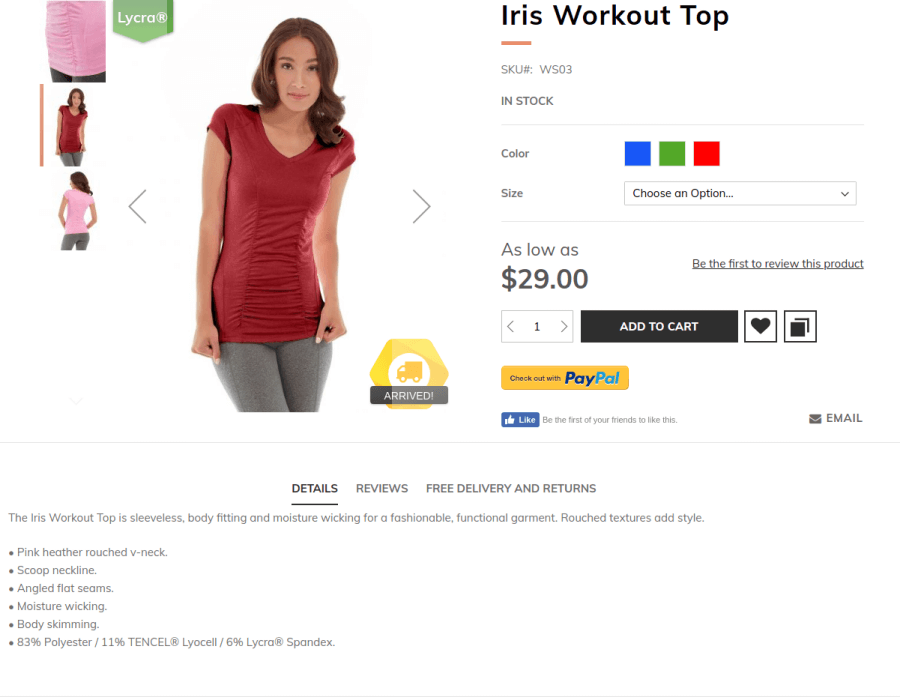 Lycra®
Iris Workout Top
SKU#: WS03
IN STOCK
Color
Size
Choose an Option...
As low as
$29.00
Be the first to review this product
1
ADD TO CART
Check out with PayPal
Like Be the first of your friends to like this.
EMAIL
ARRIVED!
DETAILS REVIEWS FREE DELIVERY AND RETURNS
The Iris Workout Top is sleeveless, body fitting and moisture wicking for a fashionable, functional garment. Rouched textures add style.
• Pink heather rouched v-neck.
• Scoop neckline.
• Angled flat seams.
• Moisture wicking.
• Body skimming.
• 83% Polyester / 11% TENCEL® Lyocell / 6% Lycra® Spandex.